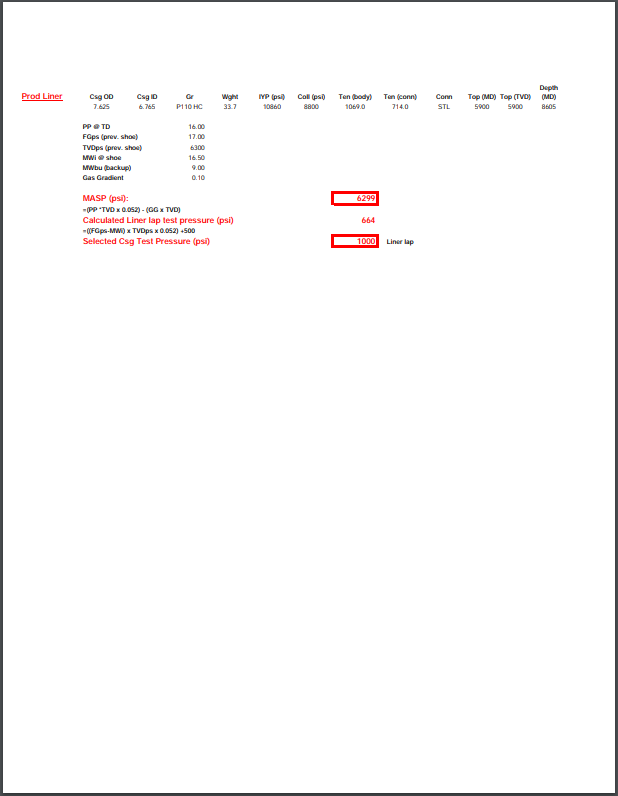 Depth
Prod Liner Csg OD Csg ID Gr Wght IYP (psi) Coll (psi) Ten (body) Ten (conn) Conn Top (MD) Top (TVD) (MD)
7.625 6.765 P110 HC 33.7 10860 8800 1069.0 714.0 STL 5900 5900 8605
PP @ TD 16.00
FGps (prev. shoe) 17.00
TVDps (prev. shoe) 6300
MWi @ shoe 16.50
MWbu (backup) 9.00
Gas Gradient 0.10
MASP (psi): 6299
=(PP *TVD x 0.052) - (GG x TVD)
Calculated Liner lap test pressure (psi) 664
=((FGps-MWi) x TVDps x 0.052) +500
Selected Csg Test Pressure (psi) 1000 Liner lap